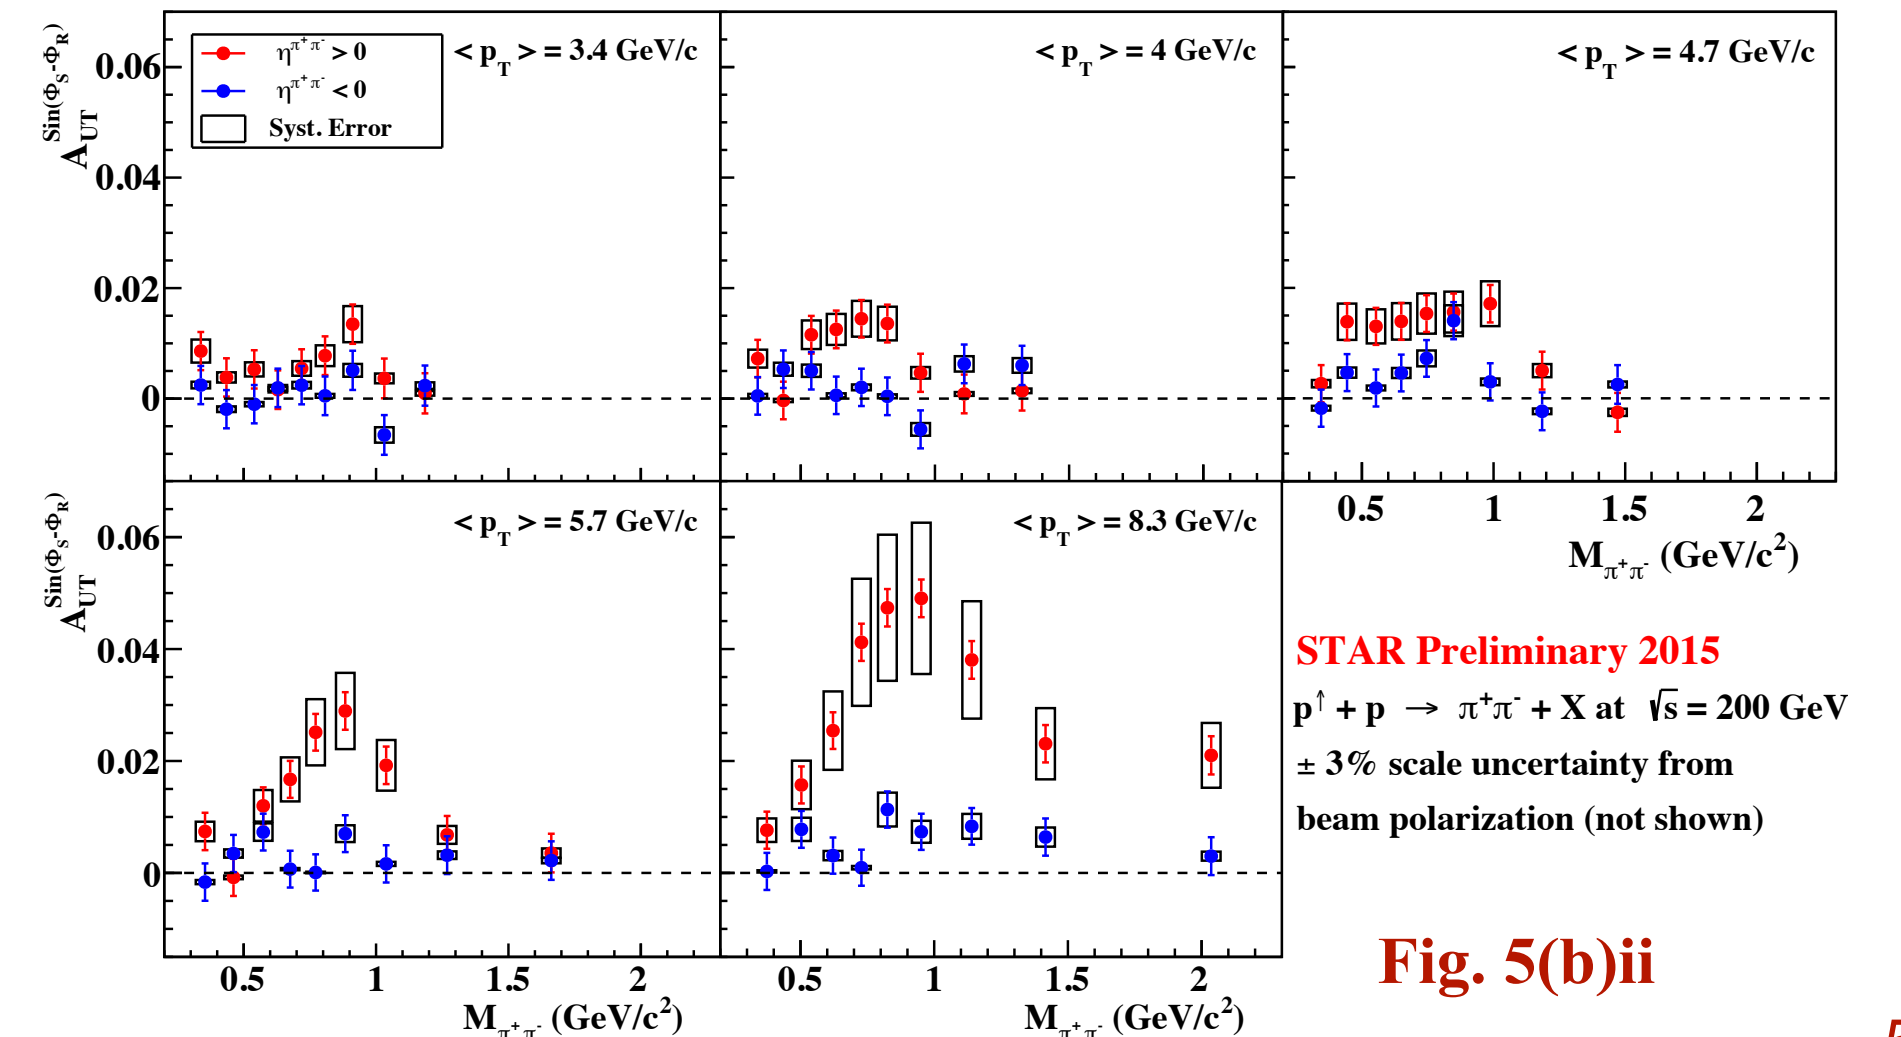 A_UT^Sin(Φ_S-Φ_R)
η^π⁺π⁻ > 0
η^π⁺π⁻ < 0
Syst. Error
< p_T > = 3.4 GeV/c
< p_T > = 4 GeV/c
< p_T > = 4.7 GeV/c
0.06
0.04
0.02
0
0.5 1 1.5 2
M_π⁺π⁻ (GeV/c²)
A_UT^Sin(Φ_S-Φ_R)
< p_T > = 5.7 GeV/c
< p_T > = 8.3 GeV/c
0.06
0.04
0.02
0
0.5 1 1.5 2
0.5 1 1.5 2
M_π⁺π⁻ (GeV/c²)
M_π⁺π⁻ (GeV/c²)
STAR Preliminary 2015
p↑ + p → π⁺π⁻ + X at √s = 200 GeV
± 3% scale uncertainty from
beam polarization (not shown)
Fig. 5(b)ii